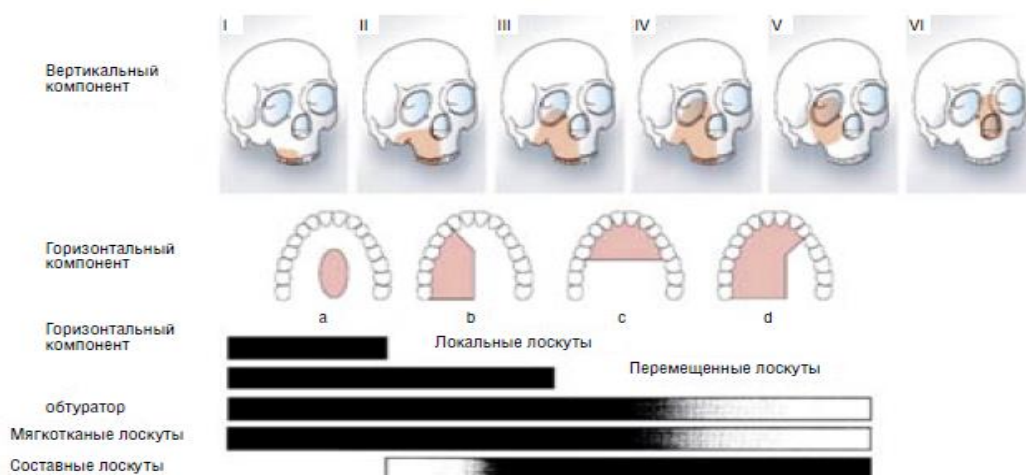 I II III IV V VI
Вертикальный
компонент
Горизонтальный
компонент
a b c d
Горизонтальный
компонент
Локальные лоскуты
Перемещенные лоскуты
обтуратор
Мягкотканые лоскуты
Составные лоскуты